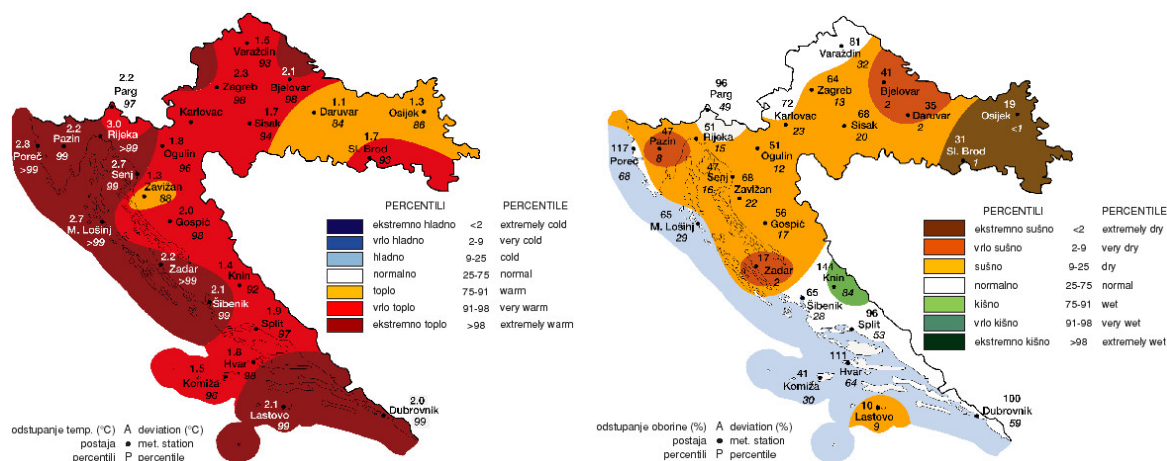 1.5
Varaždin
93
2.3
Zagreb
98
2.1
Bjelovar
98
2.2
Parg
97
Karlovac
1.7
Sisak
94
1.1
Daruvar
84
1.3
Osijek
86
1.7
Sl. Brod
93
3.0
Rijeka
>99
2.2
Pazin
99
2.8
Poreč
>99
1.8
Ogulin
96
2.7
Senj
99
1.3
Zavižan
88
2.0
Gospić
98
2.7
M. Lošinj
>99
2.2
Zadar
>99
1.4
Knin
92
2.1
Šibenik
99
1.9
Split
97
1.8
Hvar
98
1.5
Komiža
96
2.1
Lastovo
99
2.0
Dubrovnik
99
PERCENTILI PERCENTILE
ekstremno hladno <2 extremely cold
vrlo hladno 2-9 very cold
hladno 9-25 cold
normalno 25-75 normal
toplo 75-91 warm
vrlo toplo 91-98 very warm
ekstremno toplo >98 extremely warm
odstupanje temp. (°C) A deviation (°C)
postaja ● met. station
percentili P percentile
81
Varaždin
32
64
Zagreb
13
41
Bjelovar
2
96
Parg
49
72
Karlovac
23
68
Sisak
20
35
Daruvar
2
19
Osijek
<1
31
Sl. Brod
1
51
Rijeka
15
47
Pazin
8
117
Poreč
68
51
Ogulin
12
47
Senj
16
68
Zavižan
22
56
Gospić
17
65
M. Lošinj
29
17
Zadar
2
144
Knin
84
65
Šibenik
28
96
Split
53
111
Hvar
64
41
Komiža
30
10
Lastovo
9
100
Dubrovnik
59
PERCENTILI PERCENTILE
ekstremno sušno <2 extremely dry
vrlo sušno 2-9 very dry
sušno 9-25 dry
normalno 25-75 normal
kišno 75-91 wet
vrlo kišno 91-98 very wet
ekstremno kišno >98 extremely wet
odstupanje oborine (%) A deviation (%)
postaja ● met. station
percentili P percentile